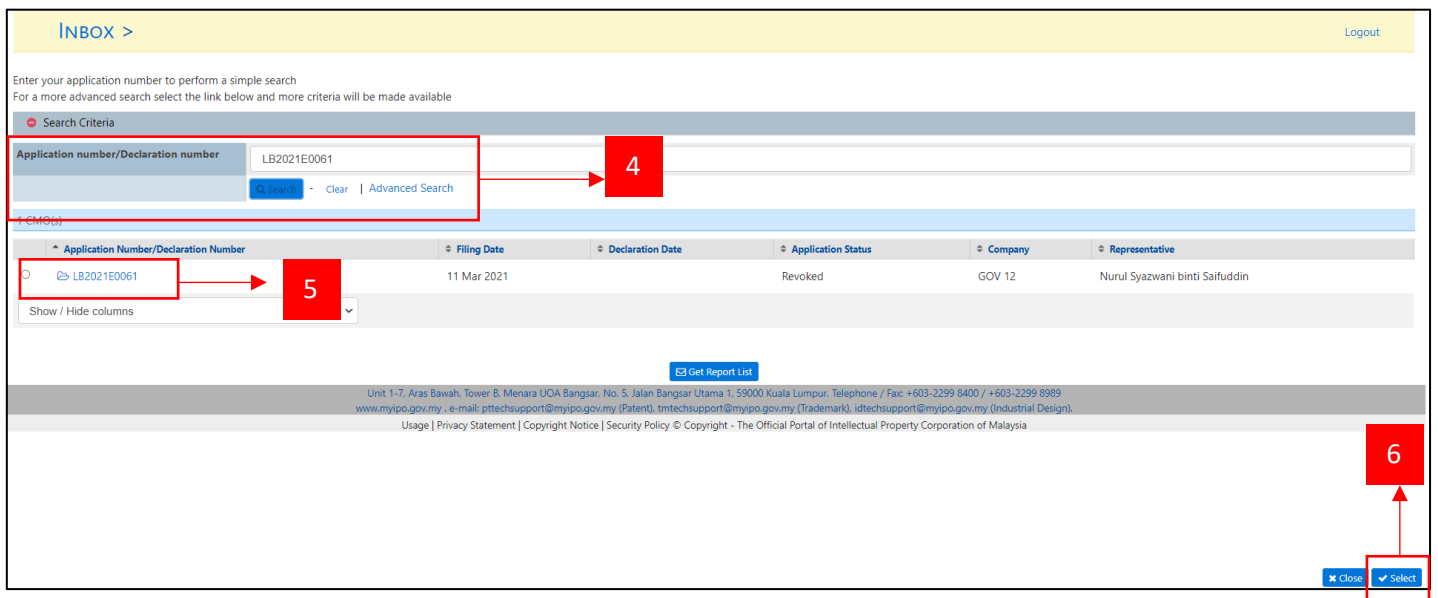 INBOX >
Logout
Enter your application number to perform a simple search
For a more advanced search select the link below and more criteria will be made available
Search Criteria
Application number/Declaration number
LB2021E0061
4
Search - Clear | Advanced Search
1 CMO(s)
Application Number/Declaration Number Filing Date Declaration Date Application Status Company Representative
LB2021E0061 11 Mar 2021 Revoked GOV 12 Nurul Syazwani binti Saifuddin
5
Show / Hide columns
Get Report List
Unit 1-7, Aras Bawah, Tower B, Menara UOA Bangsar, No. 5, Jalan Bangsar Utama 1, 59000 Kuala Lumpur. Telephone / Fax: +603-2299 8400 / +603-2299 8989
www.myipo.gov.my , e-mail: pttechsupport@myipo.gov.my (Patent), tmtechsupport@myipo.gov.my (Trademark), idtechsupport@myipo.gov.my (Industrial Design).
Usage | Privacy Statement | Copyright Notice | Security Policy © Copyright - The Official Portal of Intellectual Property Corporation of Malaysia
6
Close Select